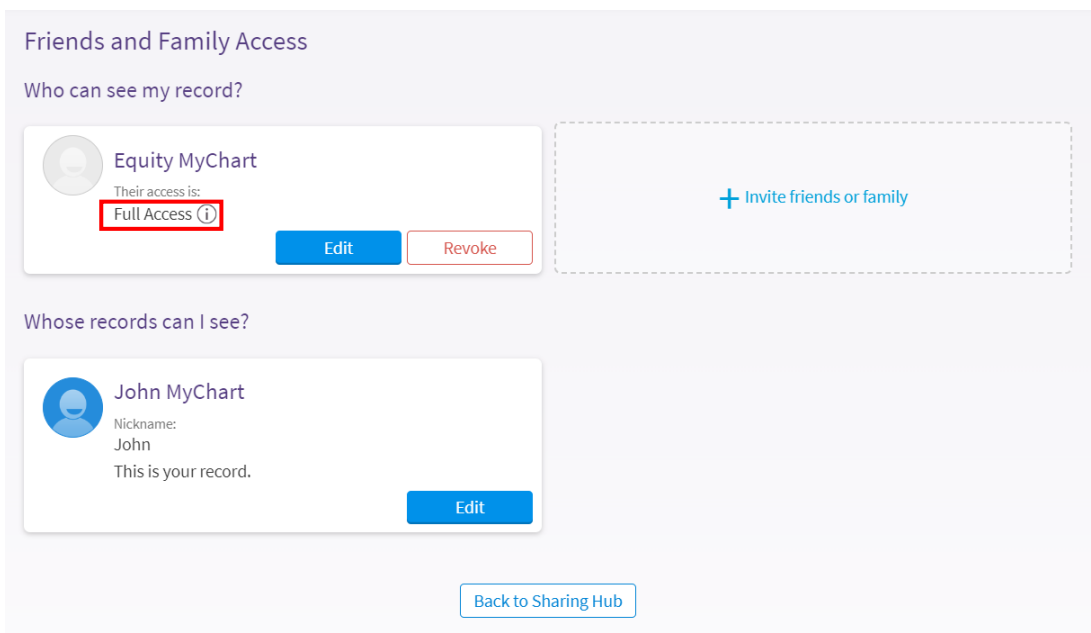 Friends and Family Access
Who can see my record?
Equity MyChart
Their access is:
Full Access
Edit
Revoke
Invite friends or family
Whose records can I see?
John MyChart
Nickname:
John
This is your record.
Edit
Back to Sharing Hub